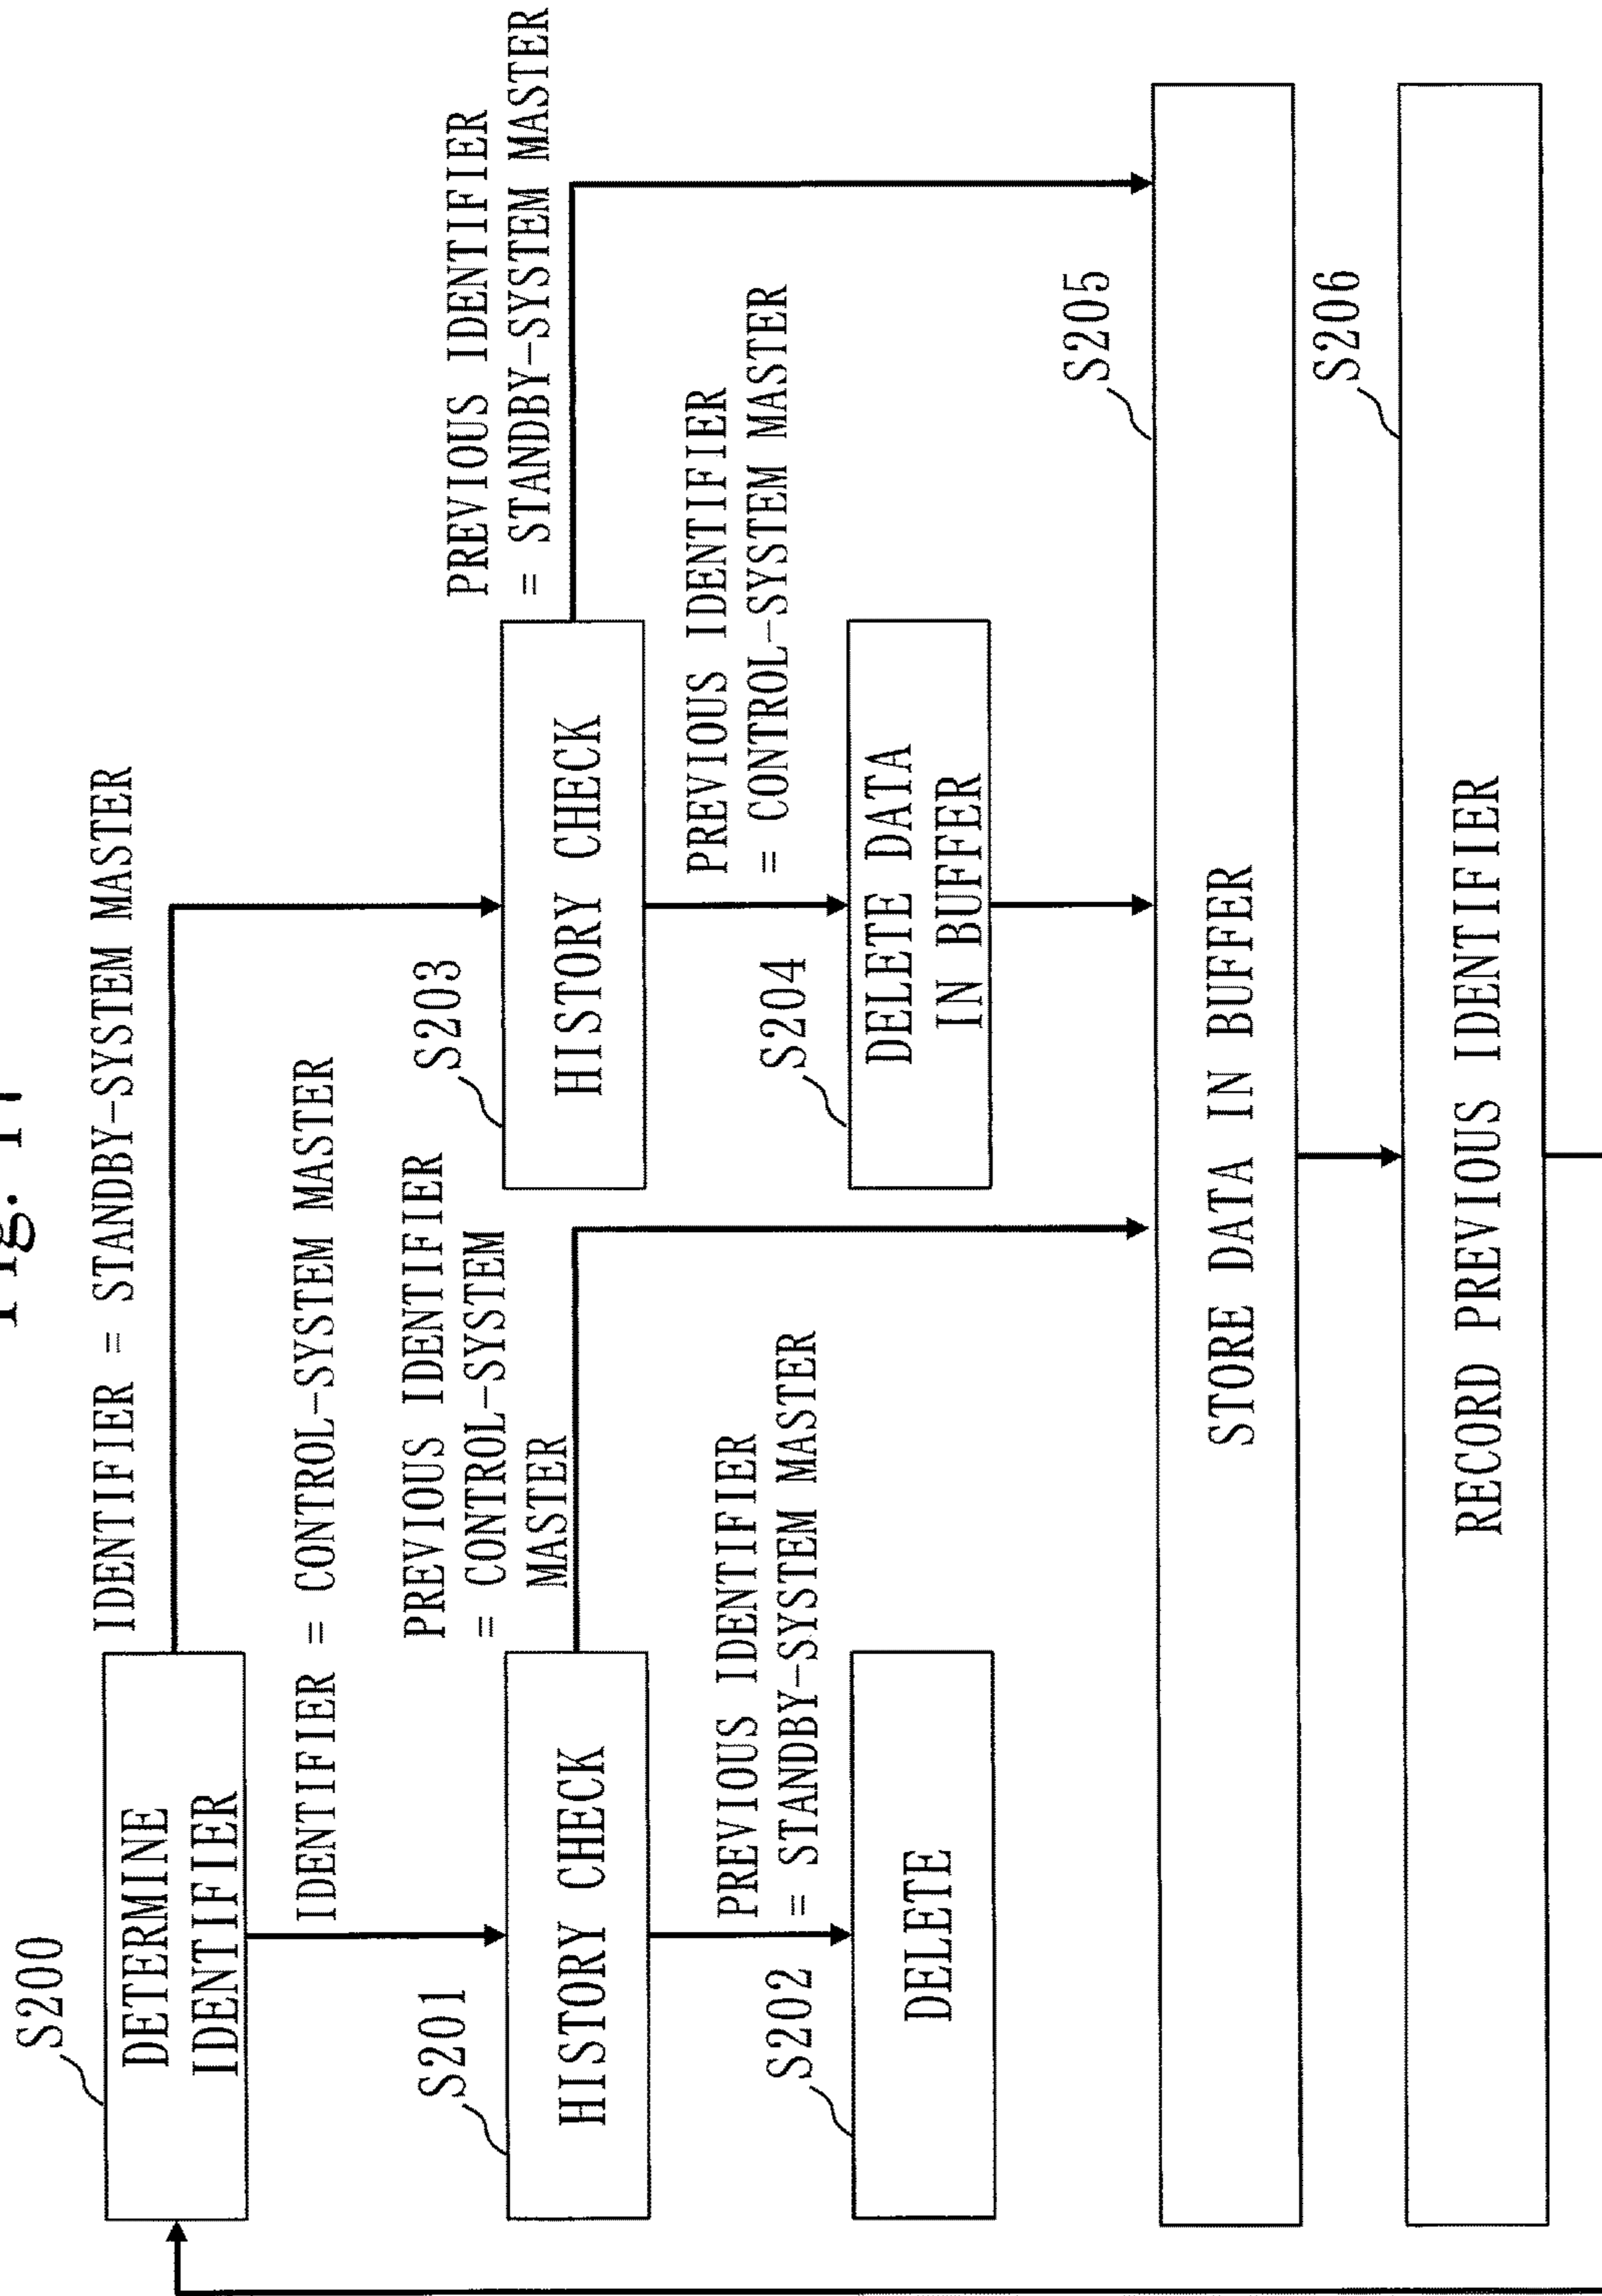 S200
DETERMINE
IDENTIFIER
IDENTIFIER = STANDBY-SYSTEM MASTER
IDENTIFIER = CONTROL-SYSTEM MASTER
S201
HISTORY CHECK
PREVIOUS IDENTIFIER
= CONTROL-SYSTEM
MASTER
S203
HISTORY CHECK
PREVIOUS IDENTIFIER
= STANDBY-SYSTEM MASTER
S202
DELETE
PREVIOUS IDENTIFIER
= STANDBY-SYSTEM MASTER
S204
DELETE DATA
IN BUFFER
PREVIOUS IDENTIFIER
= CONTROL-SYSTEM MASTER
S205
STORE DATA IN BUFFER
S206
RECORD PREVIOUS IDENTIFIER